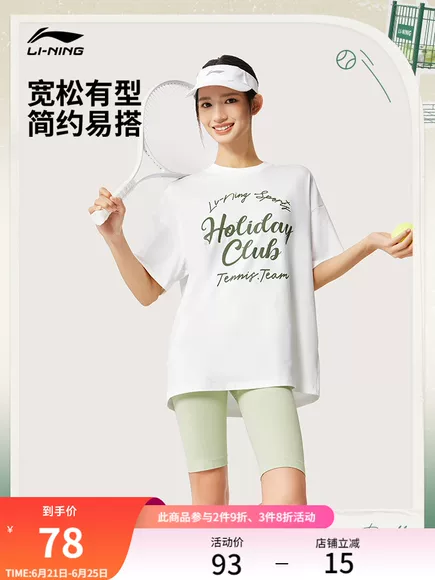 LI-NING
宽松有型
简约易搭
Li-Ning Sports
Holiday
Club
Tennis.Team
到手价
¥ 78
TIME:6月21日-6月25日
此商品参与2件9折、3件8折活动
活动价
93
—
店铺立减
15